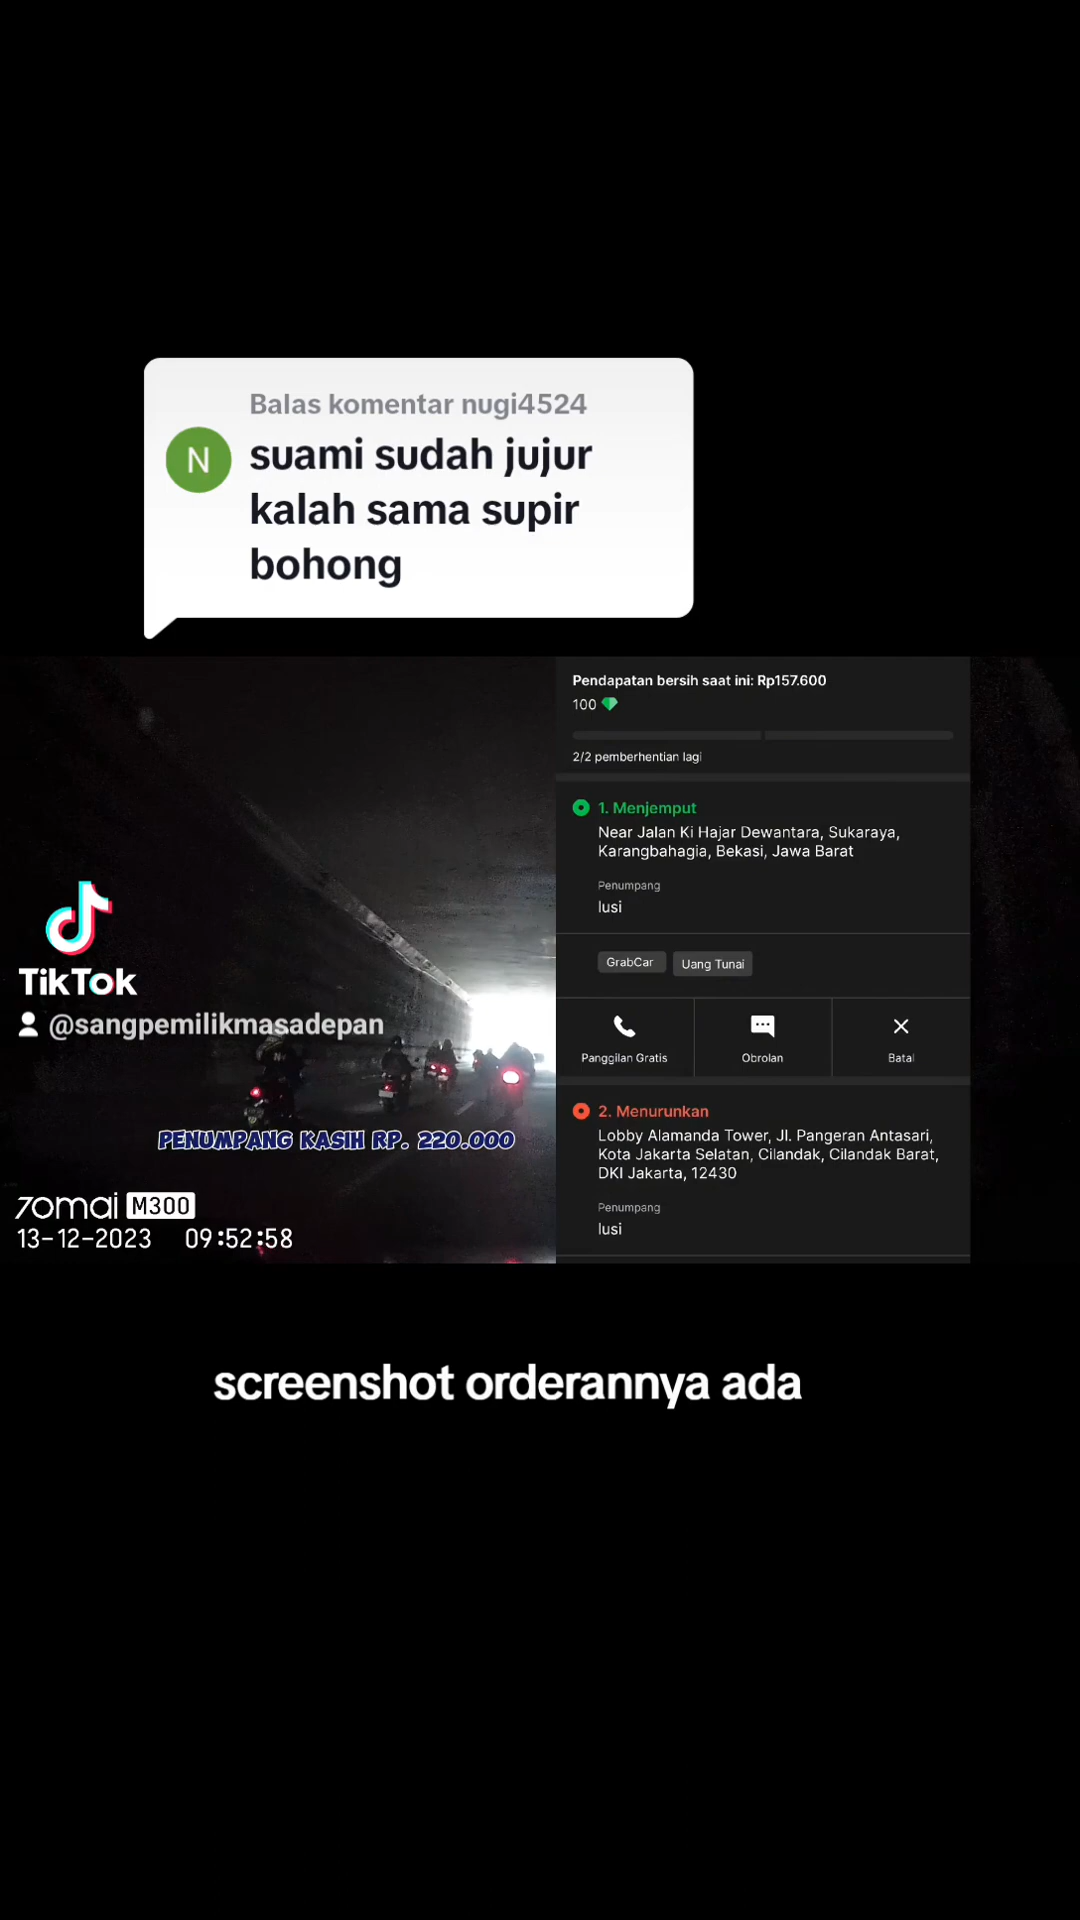 Balas komentar nugi4524
N
suami sudah jujur
kalah sama supir
bohong
Pendapatan bersih saat ini: Rp157.600
100
2/2 pemberhentian lagi
1. Menjemput
Near Jalan Ki Hajar Dewantara, Sukaraya,
Karangbahagia, Bekasi, Jawa Barat
Penumpang
lusi
GrabCar
Uang Tunai
Panggilan Gratis
Obrolan
Batal
2. Menurunkan
Lobby Alamanda Tower, Jl. Pangeran Antasari,
Kota Jakarta Selatan, Cilandak, Cilandak Barat,
DKI Jakarta, 12430
Penumpang
lusi
TikTok
@sangpemilikmasadepan
PENUMPANG KASIH RP. 220.000
70mai M300
13-12-2023 09:52:58
screenshot orderannya ada